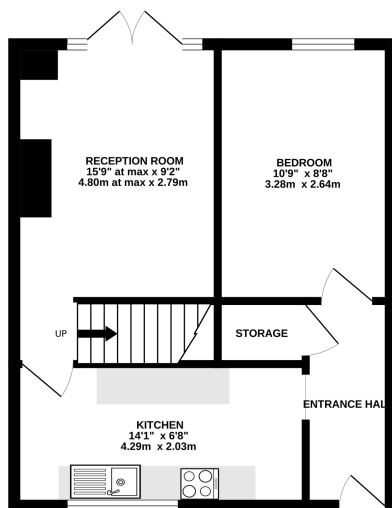 RECEPTION ROOM
15'9" at max x 9'2"
4.80m at max x 2.79m
BEDROOM
10'9" x 8'8"
3.28m x 2.64m
UP
STORAGE
ENTRANCE HAL
KITCHEN
14'1" x 6'8"
4.29m x 2.03m